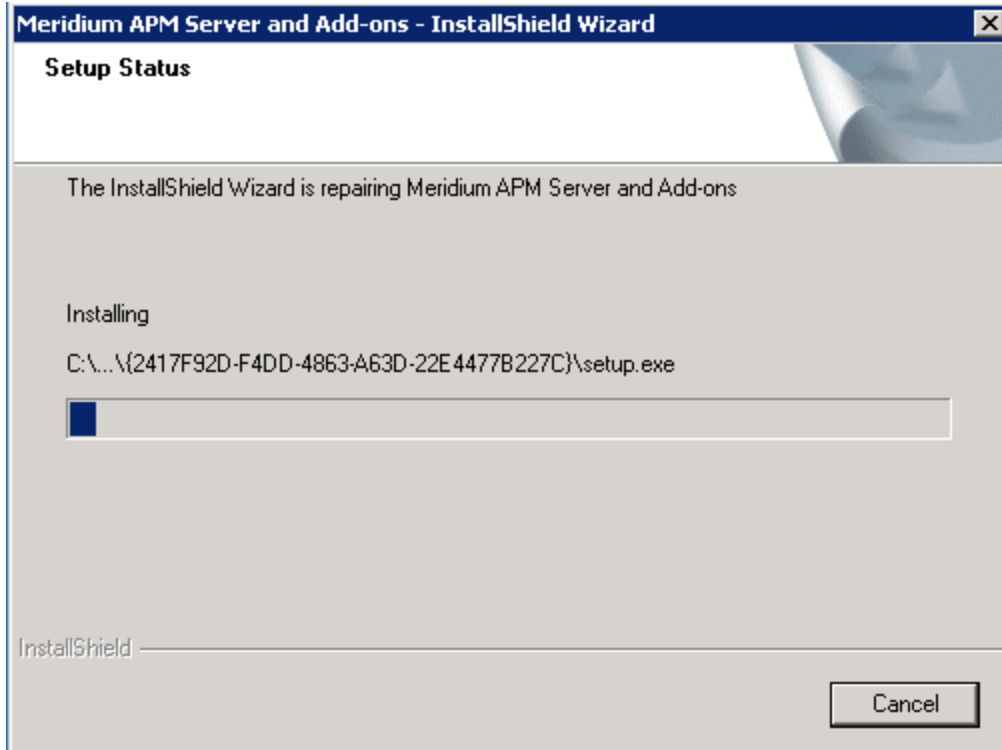 Meridium APM Server and Add-ons - InstallShield Wizard
Setup Status
The InstallShield Wizard is repairing Meridium APM Server and Add-ons
Installing
C:\...\{2417F92D-F4DD-4863-A63D-22E4477B227C}\setup.exe
InstallShield
Cancel